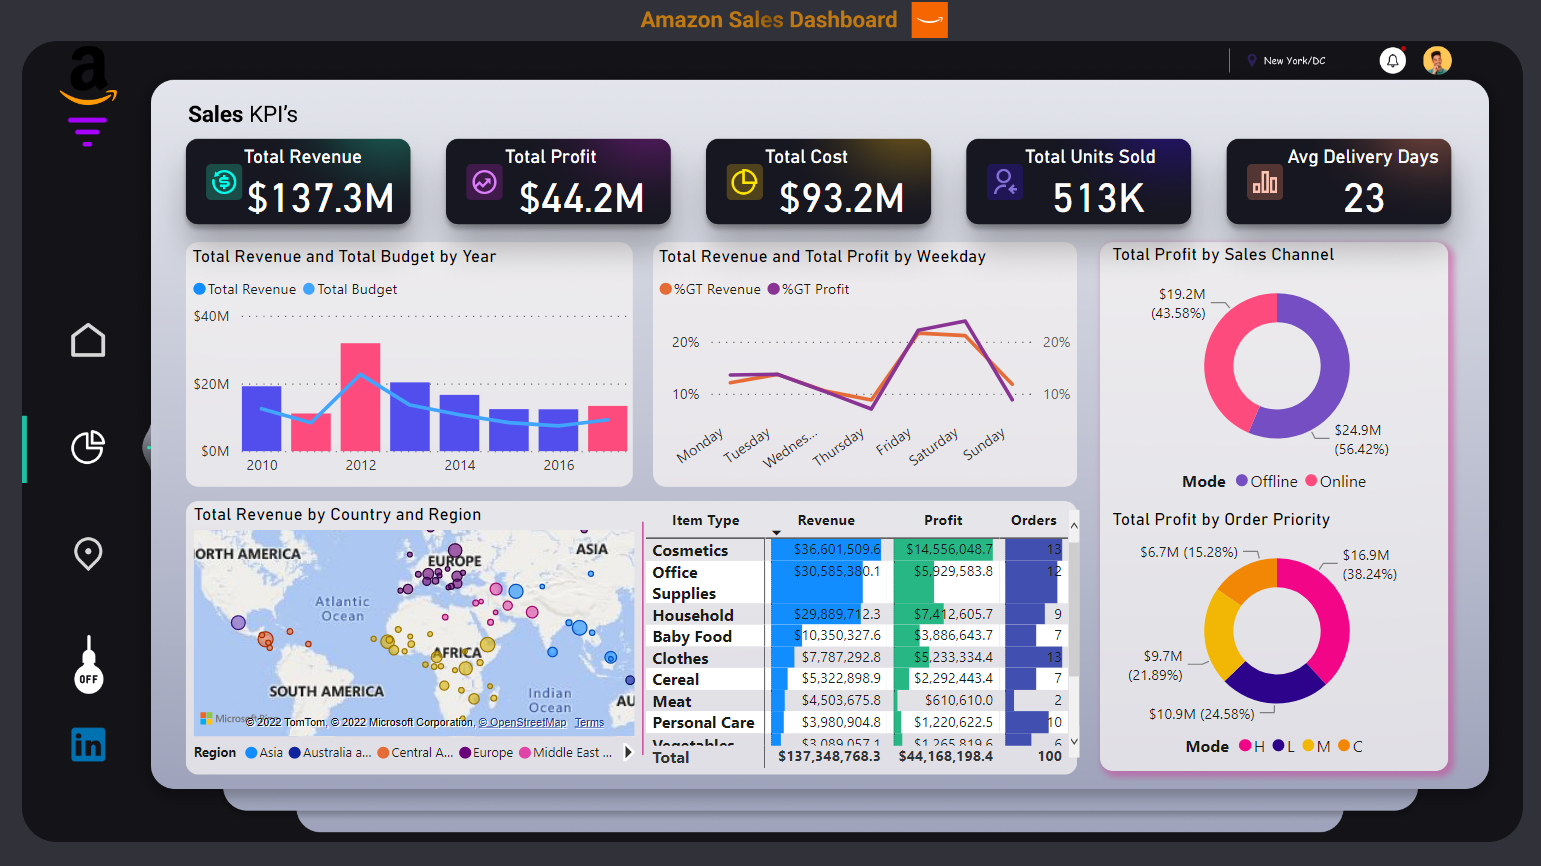 Amazon Sales Dashboard
New York/DC
Sales KPI's
Total Revenue
$137.3M
Total Profit
$44.2M
Total Cost
$93.2M
Total Units Sold
513K
Avg Delivery Days
23
Total Revenue and Total Budget by Year
Total Revenue Total Budget
$40M
$20M
$0M
2010 2012 2014 2016
Total Revenue and Total Profit by Weekday
%GT Revenue %GT Profit
20% 20%
10% 10%
Monday Tuesday Wednes... Thursday Friday Saturday Sunday
Total Profit by Sales Channel
$19.2M
(43.58%)
$24.9M
(56.42%)
Mode Offline Online
Total Profit by Order Priority
$6.7M (15.28%)
$16.9M
(38.24%)
$9.7M
(21.89%)
$10.9M (24.58%)
Mode H L M C
Total Revenue by Country and Region
ORTH AMERICA
EUROPE
ASIA
Atlantic
Ocean
AFRICA
SOUTH AMERICA
Indian
Ocean
AU
© 2022 TomTom, © 2022 Microsoft Corporation, © OpenStreetMap Terms
Region Asia Australia a... Central A... Europe Middle East ...
Item Type Revenue Profit Orders
Cosmetics $36,601,509.6 $14,556,048.7 13
Office Supplies $30,585,380.1 $5,929,583.8 12
Household $29,889,712.3 $7,412,605.7 9
Baby Food $10,350,327.6 $3,886,643.7 7
Clothes $7,787,292.8 $5,233,334.4 13
Cereal $5,322,898.9 $2,292,443.4 7
Meat $4,503,675.8 $610,610.0 2
Personal Care $3,980,904.8 $1,220,622.5 10
Vegetables $3,089,057.1 $1,265,819.6 6
Total $137,348,768.3 $44,168,198.4 100
a
OFF
in